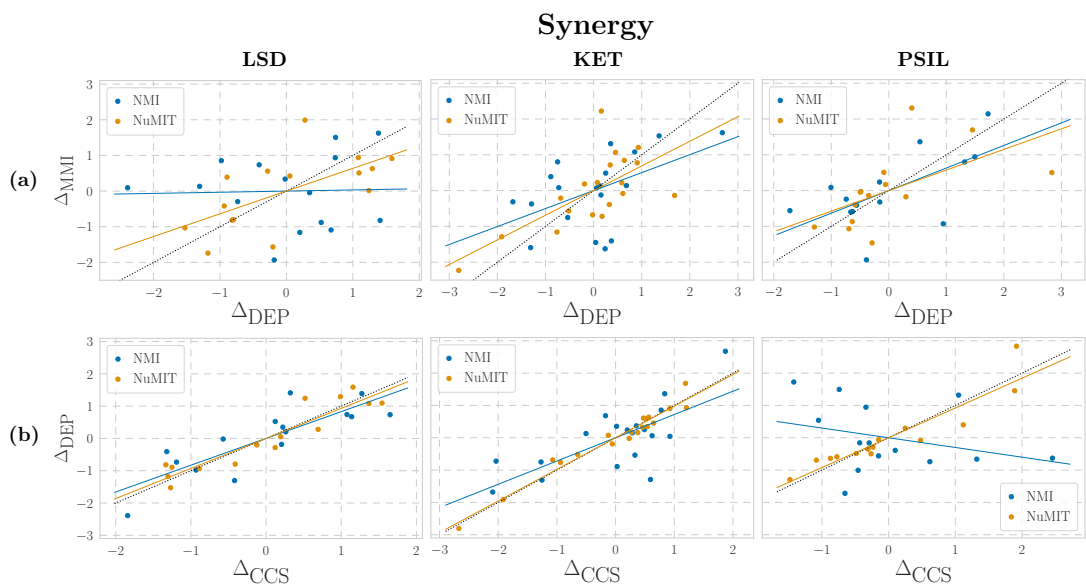 Synergy
LSD KET PSIL
(a)
Δ_MMI
3
2
1
0
−1
−2
NMI
NuMIT
NMI
NuMIT
NMI
NuMIT
−2 −1 0 1 2
−3 −2 −1 0 1 2 3
−2 −1 0 1 2 3
Δ_DEP Δ_DEP Δ_DEP
(b)
Δ_DEP
3
2
1
0
−1
−2
−3
NMI
NuMIT
NMI
NuMIT
NMI
NuMIT
−2 −1 0 1 2
−3 −2 −1 0 1 2
−1 0 1 2
Δ_CCS Δ_CCS Δ_CCS